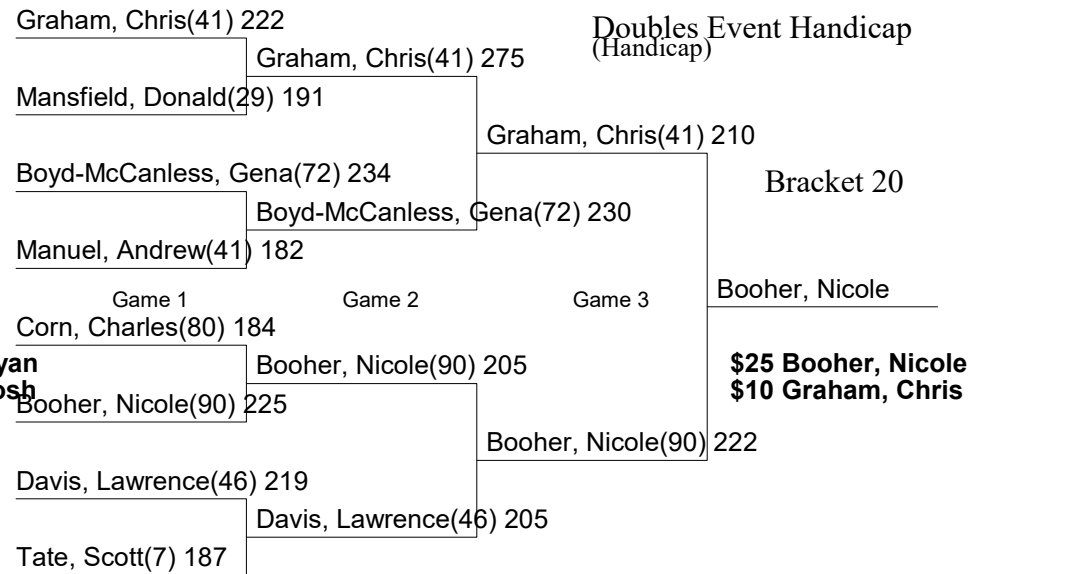 Graham, Chris(41) 222
Doubles Event Handicap
(Handicap)
Graham, Chris(41) 275
Mansfield, Donald(29) 191
Graham, Chris(41) 210
Boyd-McCanless, Gena(72) 234
Bracket 20
Boyd-McCanless, Gena(72) 230
Manuel, Andrew(41) 182
Game 1
Game 2
Game 3
Booher, Nicole
Corn, Charles(80) 184
yan
Booher, Nicole(90) 205
$25 Booher, Nicole
osh
$10 Graham, Chris
Booher, Nicole(90) 225
Booher, Nicole(90) 222
Davis, Lawrence(46) 219
Davis, Lawrence(46) 205
Tate, Scott(7) 187